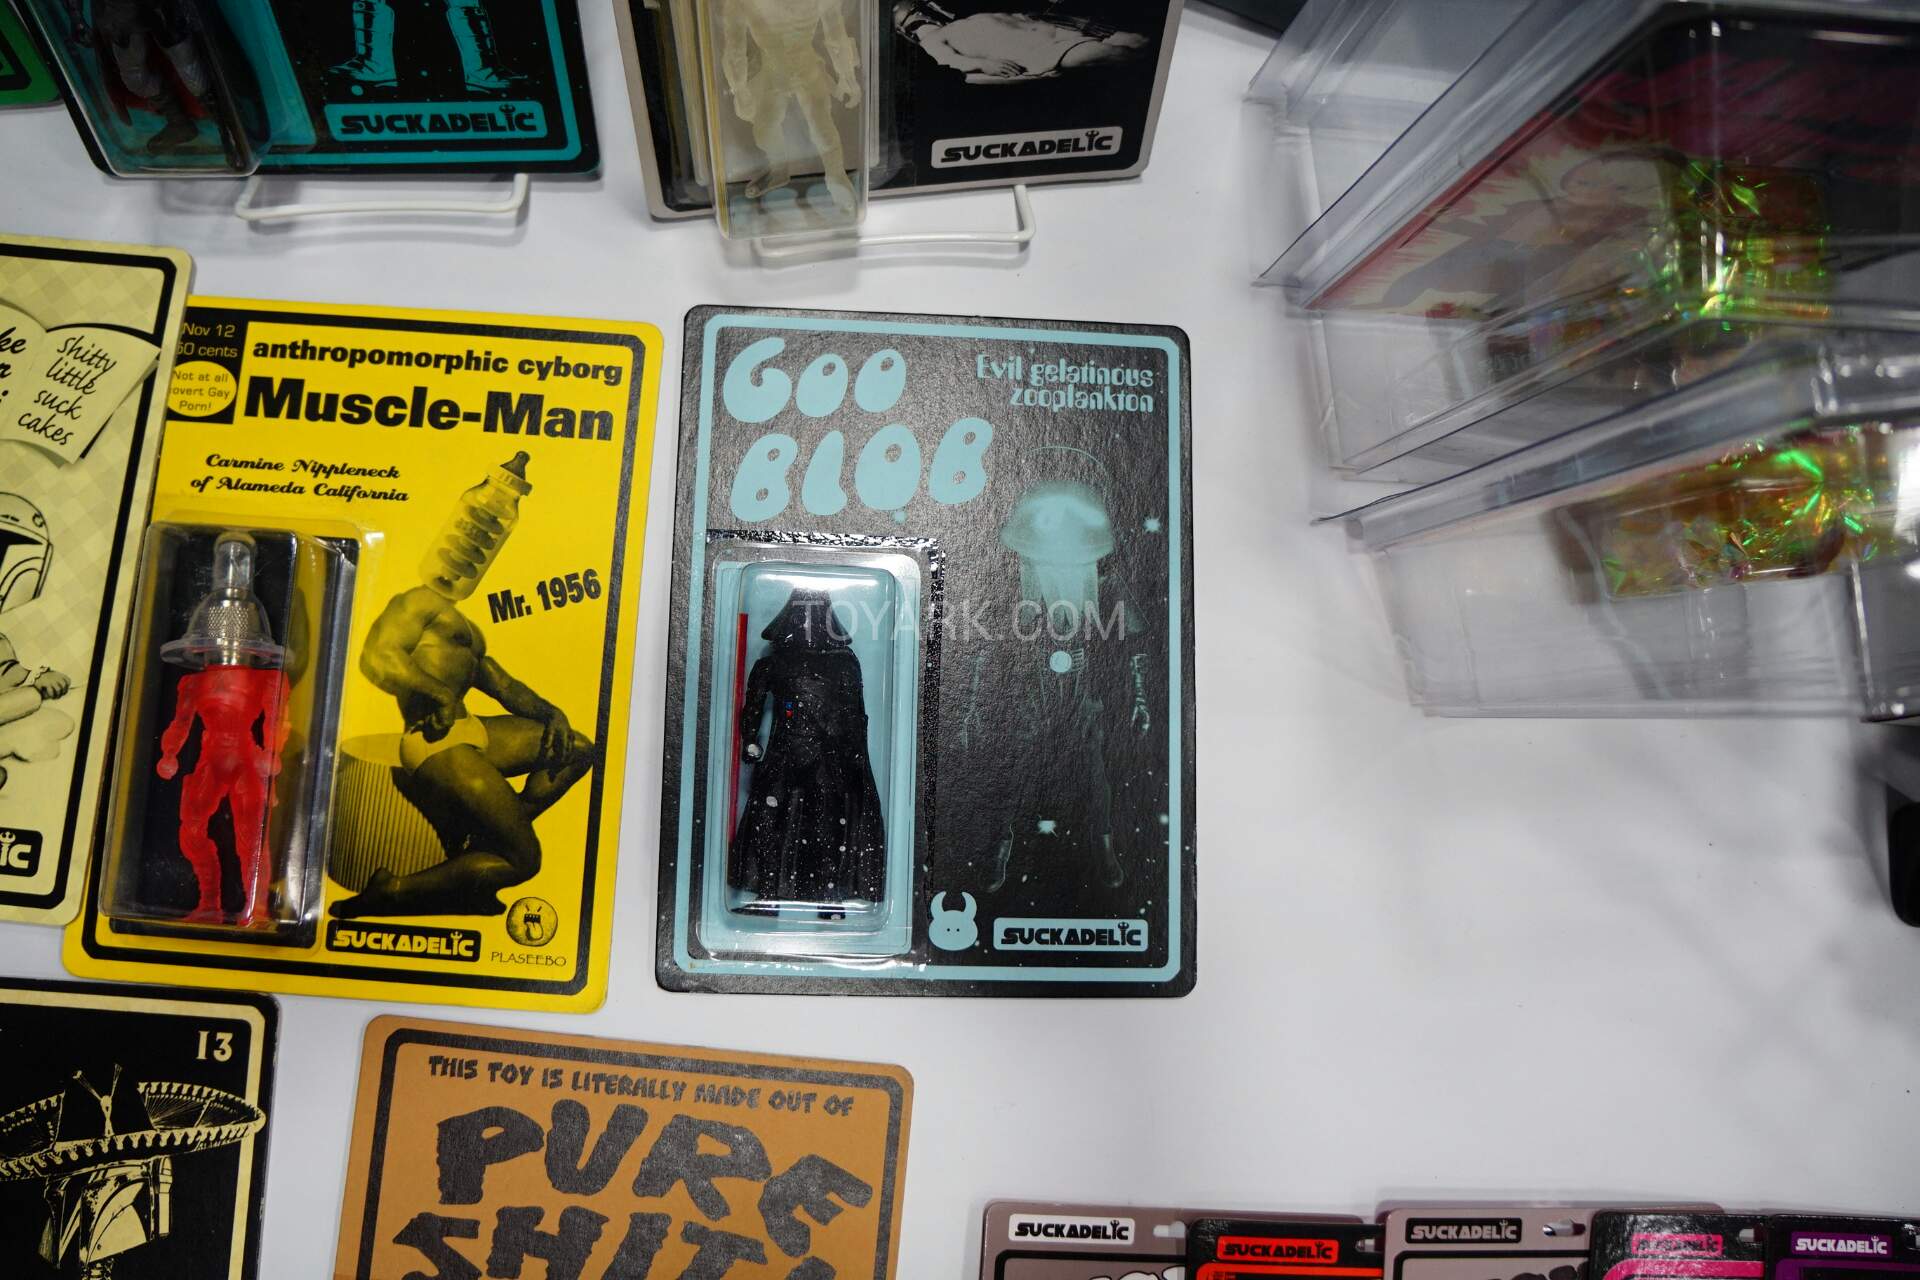 SUCKADELIC
SUCKADELIC
Shitty
little
suck
cakes
Nov 12
50 cents
Not at all
covert Gay
Porn!
anthropomorphic cyborg
Muscle-Man
Carmine Nippleneck
of Alameda California
Mr. 1956
SUCKADELIC
PLASEEBO
GOO
BLOB
Evil gelatinous
zooplankton
TOYARK.COM
SUCKADELIC
13
THIS TOY IS LITERALLY MADE OUT OF
PURE
SHIT
SUCKADELIC
SUCKADELIC
SUCKADELIC
SUCKADELIC
SUCKADELIC